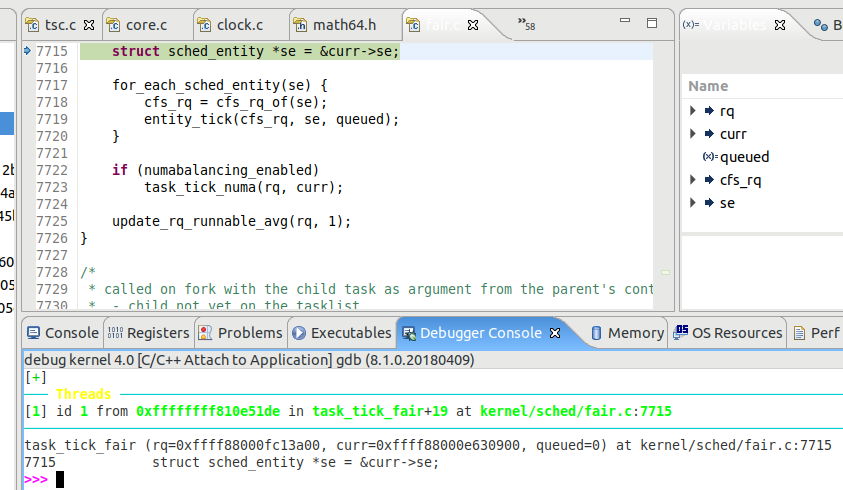 tsc.c core.c clock.c math64.h fair.c »58
(x)= Variables B
7715 struct sched_entity *se = &curr->se;
7716
7717 for_each_sched_entity(se) {
7718 cfs_rq = cfs_rq_of(se);
7719 entity_tick(cfs_rq, se, queued);
7720 }
7721
7722 if (numabalancing_enabled)
7723 task_tick_numa(rq, curr);
7724
7725 update_rq_runnable_avg(rq, 1);
7726 }
7727
7728 /*
7729 * called on fork with the child task as argument from the parent's cont
7730 * - child not yet on the tasklist
2b
4a
45b
60
05
05
Name
rq
curr
(x)= queued
cfs_rq
se
Console Registers Problems Executables Debugger Console Memory OS Resources Perf
debug kernel 4.0 [C/C++ Attach to Application] gdb (8.1.0.20180409)
[+]
Threads
[1] id 1 from 0xffffffff810e51de in task_tick_fair+19 at kernel/sched/fair.c:7715
task_tick_fair (rq=0xffff88000fc13a00, curr=0xffff88000e630900, queued=0) at kernel/sched/fair.c:7715
7715 struct sched_entity *se = &curr->se;
>>>